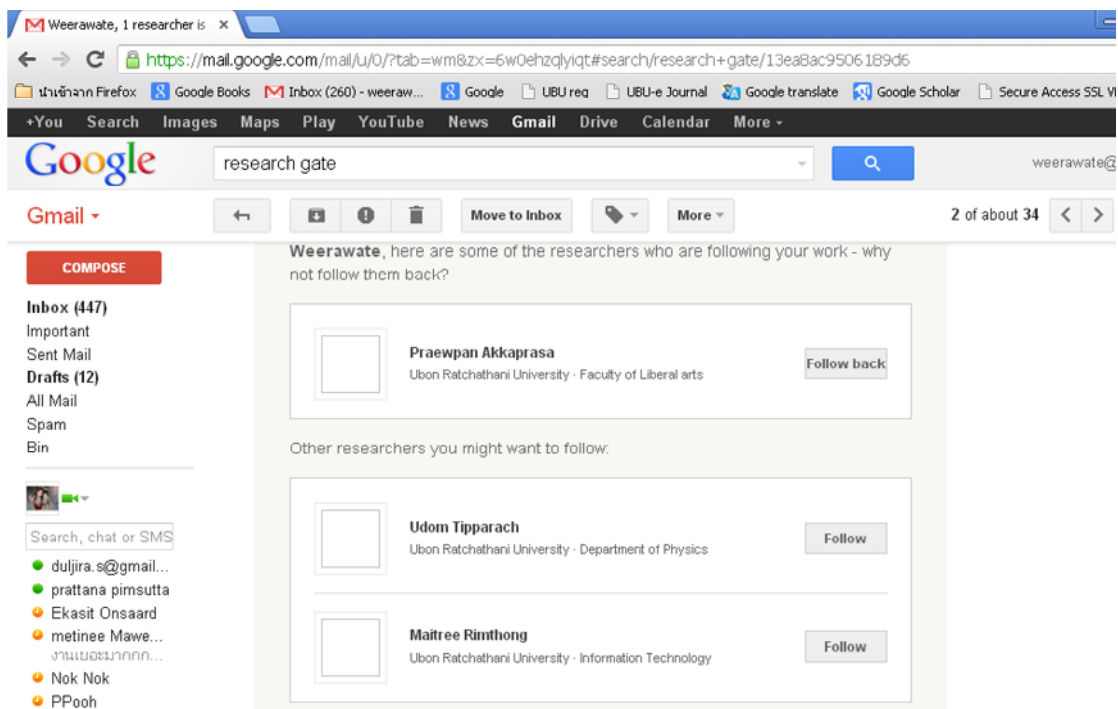 Weerawate, 1 researcher is
https://mail.google.com/mail/u/0/?tab=wm&zx=6w0ehzqlyiqt#search/research+gate/13ea8ac9506189d6
นำเข้าจาก Firefox Google Books Inbox (260) - weeraw... Google UBU reg UBU-e Journal Google translate Google Scholar Secure Access SSL
+You Search Images Maps Play YouTube News Gmail Drive Calendar More
Google research gate weerawate@
Gmail Move to Inbox More 2 of about 34
COMPOSE
Inbox (447)
Important
Sent Mail
Drafts (12)
All Mail
Spam
Bin
Search, chat or SMS
duljira.s@gmail...
prattana pimsutta
Ekasit Onsaard
metinee Mawe...
งานเยอะมากกก...
Nok Nok
PPooh
Weerawate, here are some of the researchers who are following your work - why
not follow them back?
Praewpan Akkaprasa
Ubon Ratchathani University · Faculty of Liberal arts
Follow back
Other researchers you might want to follow:
Udom Tipparach
Ubon Ratchathani University · Department of Physics
Follow
Maitree Rimthong
Ubon Ratchathani University · Information Technology
Follow